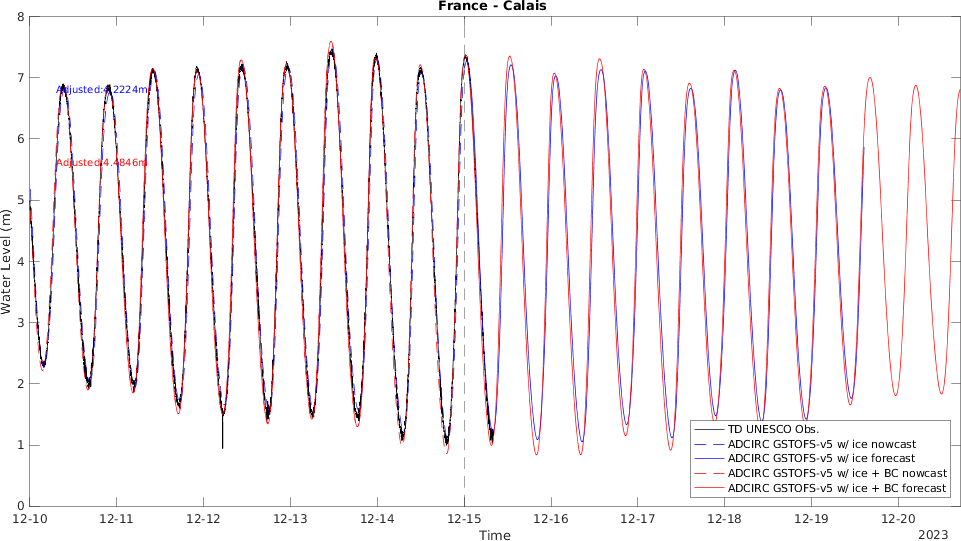 France - Calais
8
7
6
5
4
3
2
1
0
Water Level (m)
Adjusted:4.2224m
Adjusted:4.4846m
TD UNESCO Obs.
ADCIRC GSTOFS-v5 w/ ice nowcast
ADCIRC GSTOFS-v5 w/ ice forecast
ADCIRC GSTOFS-v5 w/ ice + BC nowcast
ADCIRC GSTOFS-v5 w/ ice + BC forecast
12-10 12-11 12-12 12-13 12-14 12-15 12-16 12-17 12-18 12-19 12-20
Time
2023